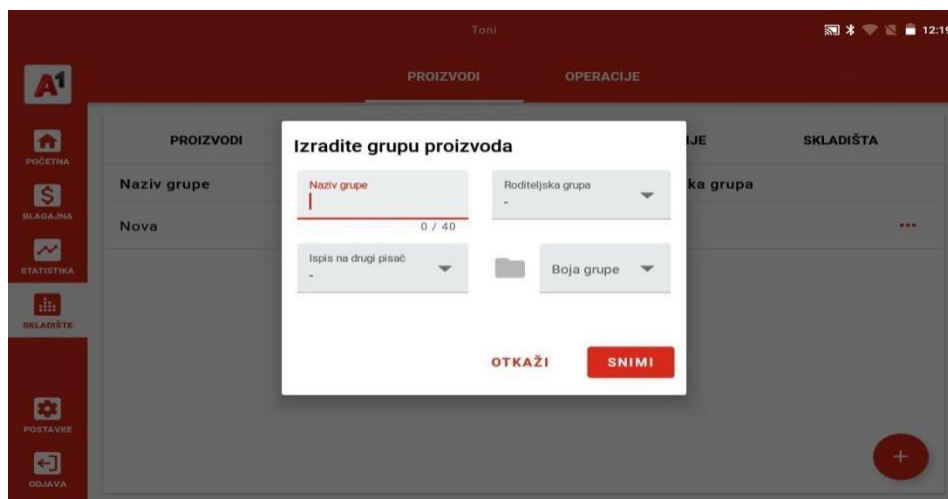 Toni
12:19
A1
PROIZVODI
OPERACIJE
POČETNA
BLAGAJNA
STATISTIKA
SKLADIŠTE
POSTAVKE
ODJAVA
PROIZVODI
IJE
SKLADIŠTA
Naziv grupe
ka grupa
Nova
Izradite grupu proizvoda
Naziv grupe
0 / 40
Roditeljska grupa
-
Ispis na drugi pisač
-
Boja grupe
OTKAŽI
SNIMI